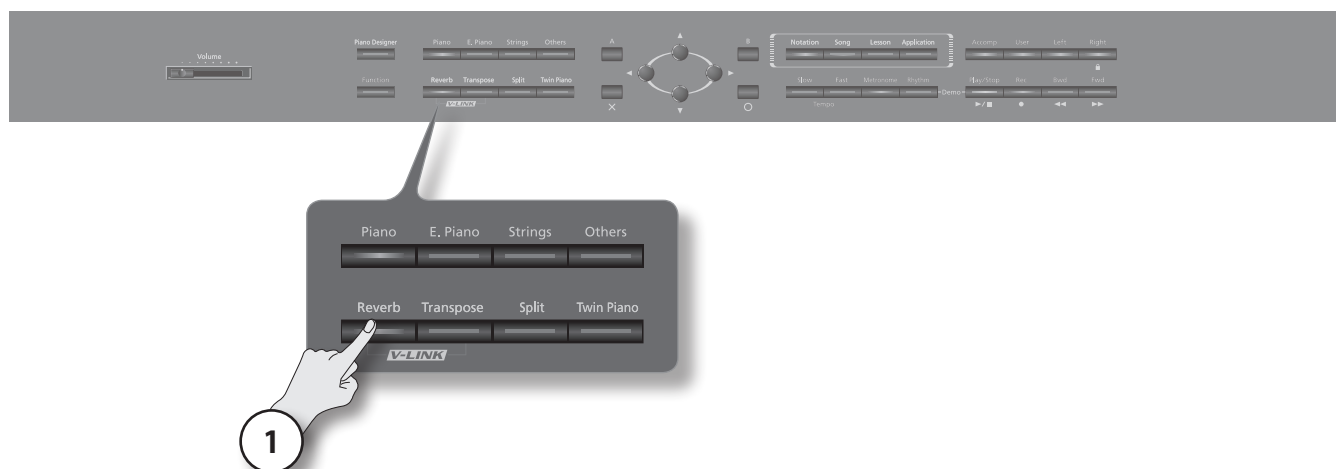 Volume
Piano Designer
Piano E. Piano Strings Others
A
B
Notation Song Lesson Application
Accomp User Left Right
Function
Reverb Transpose Split Twin Piano
V-LINK
Slow Fast Metronome Rhythm
Tempo
Demo
Play/Stop Rec Bwd Fwd
Piano E. Piano Strings Others
Reverb Transpose Split Twin Piano
V-LINK
1